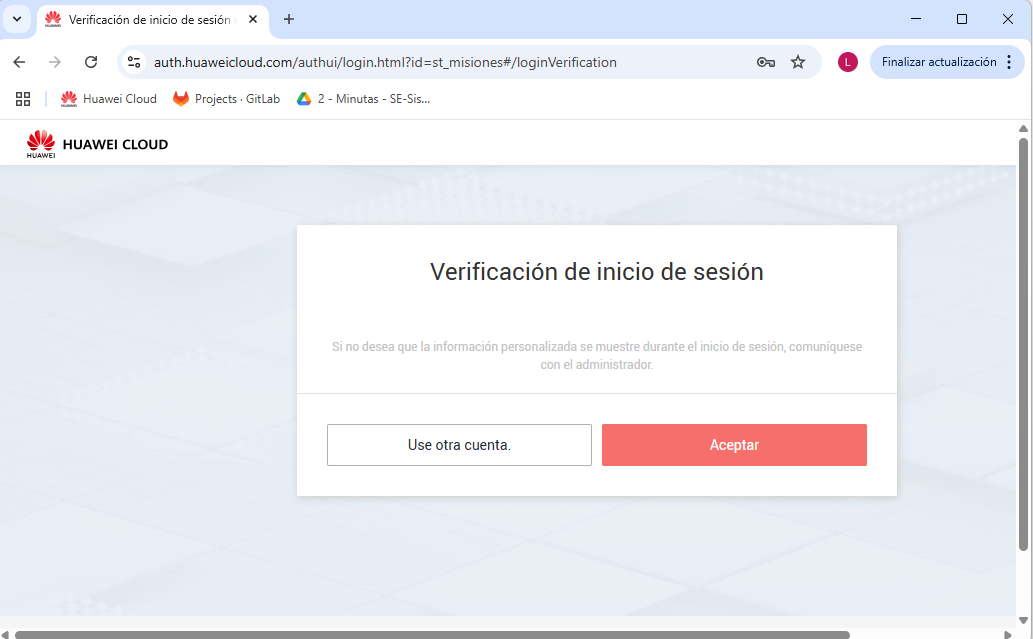 Verificación de inicio de sesión
auth.huaweicloud.com/authui/login.html?id=st_misiones#/loginVerification
L
Finalizar actualización
Huawei Cloud
Projects · GitLab
2 - Minutas - SE-Sis...
HUAWEI
HUAWEI CLOUD
Verificación de inicio de sesión
Si no desea que la información personalizada se muestre durante el inicio de sesión, comuníquese
con el administrador.
Use otra cuenta.
Aceptar